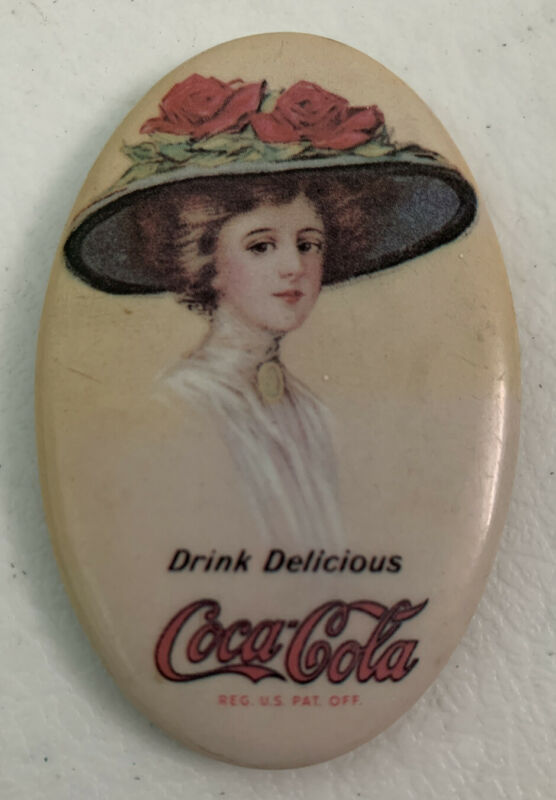 Drink Delicious
Coca-Cola
REG. U.S. PAT. OFF.